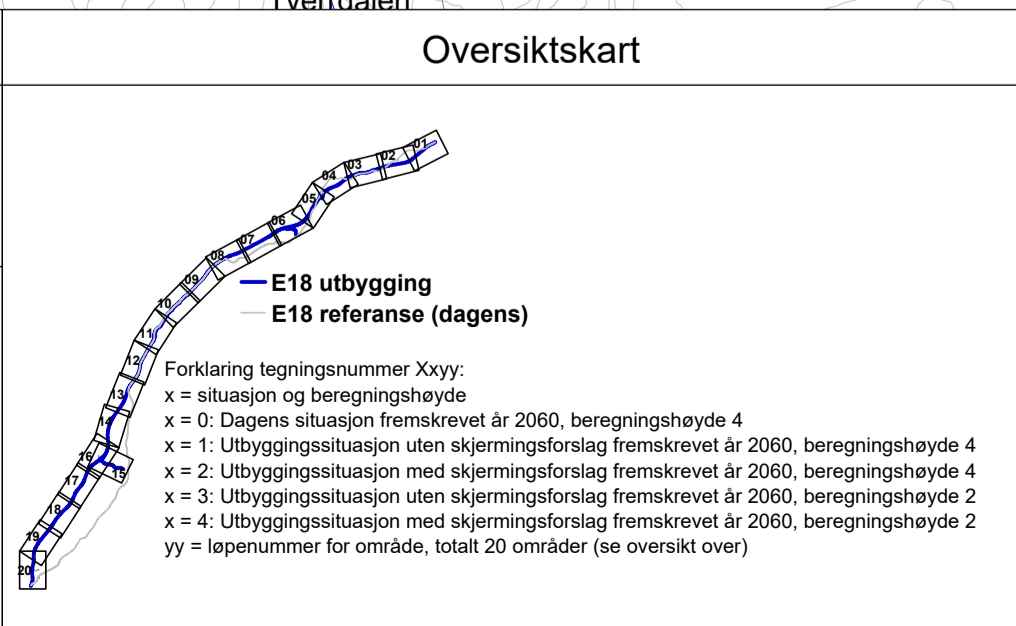 Oversiktskart
01
02
03
04
05
06
07
08
09
10
11
12
13
14
16
15
17
18
19
20
E18 utbygging
E18 referanse (dagens)
Forklaring tegningsnummer Xxyy:
x = situasjon og beregningshøyde
x = 0: Dagens situasjon fremskrevet år 2060, beregningshøyde 4
x = 1: Utbyggingssituasjon uten skjermingsforslag fremskrevet år 2060, beregningshøyde 4
x = 2: Utbyggingssituasjon med skjermingsforslag fremskrevet år 2060, beregningshøyde 4
x = 3: Utbyggingssituasjon uten skjermingsforslag fremskrevet år 2060, beregningshøyde 2
x = 4: Utbyggingssituasjon med skjermingsforslag fremskrevet år 2060, beregningshøyde 2
yy = løpenummer for område, totalt 20 områder (se oversikt over)